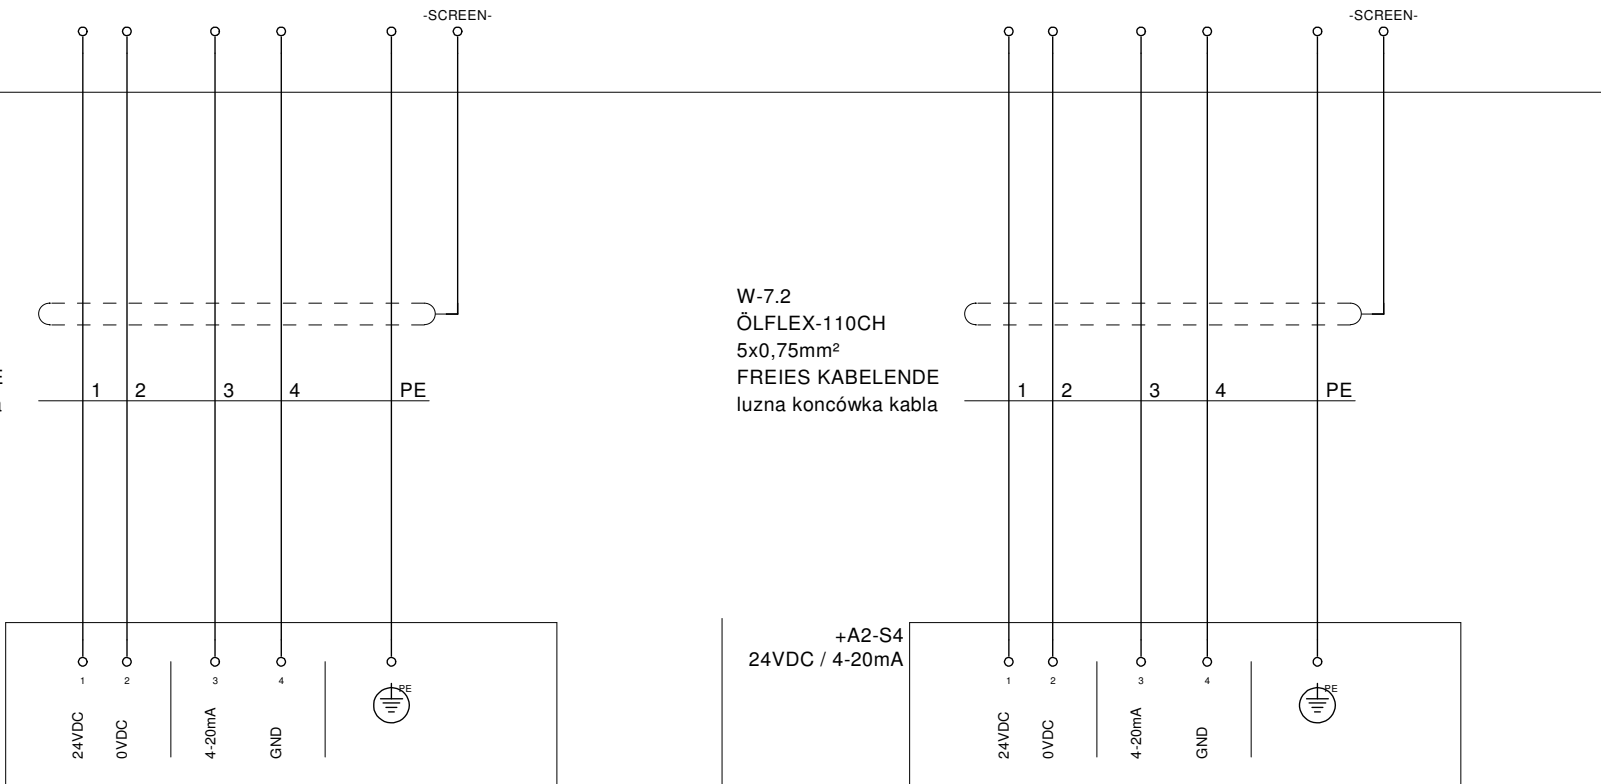 -SCREEN-
-SCREEN-
W-7.2
ÖLFLEX-110CH
5x0,75mm²
FREIES KABELENDE
luzna koncówka kabla
E
1 2 3 4 PE
1 2 3 4 PE
+A2-S4
24VDC / 4-20mA
1 2 3 4 PE
24VDC 0VDC 4-20mA GND
1 2 3 4 PE
24VDC 0VDC 4-20mA GND